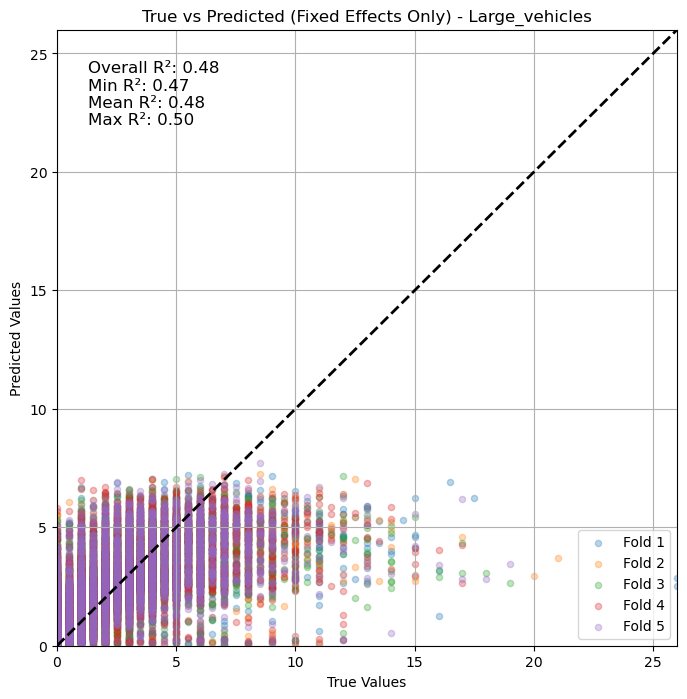 True vs Predicted (Fixed Effects Only) - Large_vehicles
Overall R²: 0.48
Min R²: 0.47
Mean R²: 0.48
Max R²: 0.50
25
20
15
10
5
0
Predicted Values
Fold 1
Fold 2
Fold 3
Fold 4
Fold 5
0 5 10 15 20 25
True Values